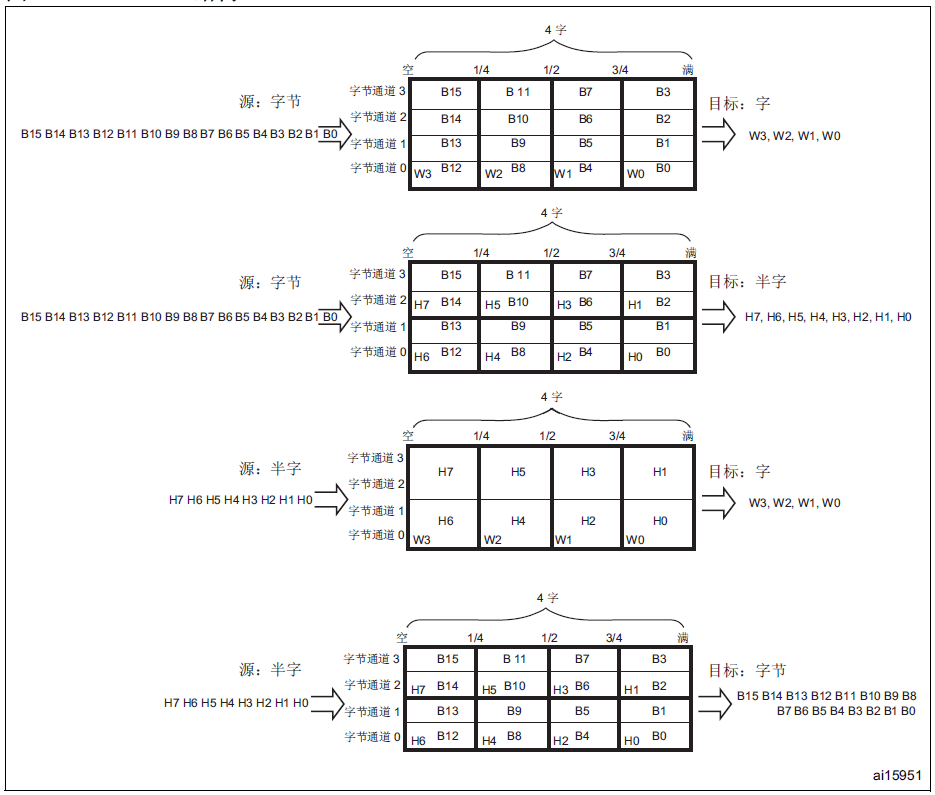 4 字
空 1/4 1/2 3/4 满
源：字节
B15 B14 B13 B12 B11 B10 B9 B8 B7 B6 B5 B4 B3 B2 B1 B0
字节通道 3 B15 B 11 B7 B3
字节通道 2 B14 B10 B6 B2
字节通道 1 B13 B9 B5 B1
字节通道 0 W3 B12 W2 B8 W1 B4 W0 B0
目标：字
W3, W2, W1, W0
4 字
空 1/4 1/2 3/4 满
源：字节
B15 B14 B13 B12 B11 B10 B9 B8 B7 B6 B5 B4 B3 B2 B1 B0
字节通道 3 B15 B 11 B7 B3
字节通道 2 H7 B14 H5 B10 H3 B6 H1 B2
字节通道 1 B13 B9 B5 B1
字节通道 0 H6 B12 H4 B8 H2 B4 H0 B0
目标：半字
H7, H6, H5, H4, H3, H2, H1, H0
4 字
空 1/4 1/2 3/4 满
源：半字
H7 H6 H5 H4 H3 H2 H1 H0
字节通道 3
H7 H5 H3 H1
字节通道 2
字节通道 1
H6 H4 H2 H0
字节通道 0 W3 W2 W1 W0
目标：字
W3, W2, W1, W0
4 字
空 1/4 1/2 3/4 满
源：半字
H7 H6 H5 H4 H3 H2 H1 H0
字节通道 3 B15 B 11 B7 B3
字节通道 2 H7 B14 H5 B10 H3 B6 H1 B2
字节通道 1 B13 B9 B5 B1
字节通道 0 H6 B12 H4 B8 H2 B4 H0 B0
目标：字节
B15 B14 B13 B12 B11 B10 B9 B8
B7 B6 B5 B4 B3 B2 B1 B0
ai15951